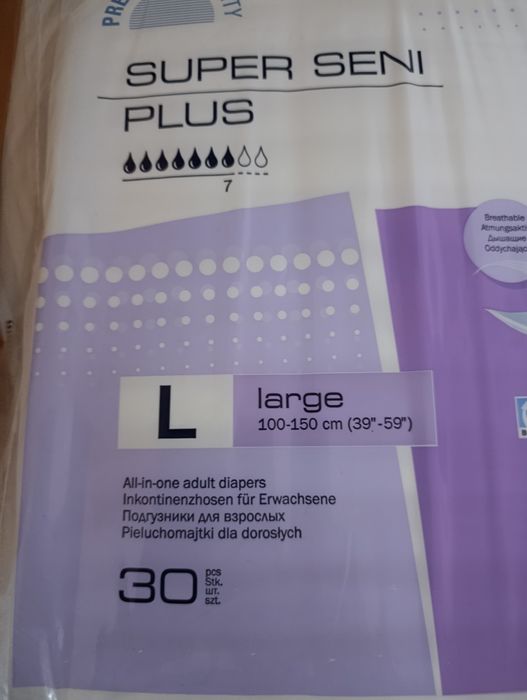 SUPER SENI
PLUS
7
Breathable
L
large
100-150 cm (39"-59")
All-in-one adult diapers
Inkontinenzhosen für Erwachsene
Подгузники для взрослых
Pieluchomajtki dla dorosłych
30
pcs
Stk.
шт.
szt.